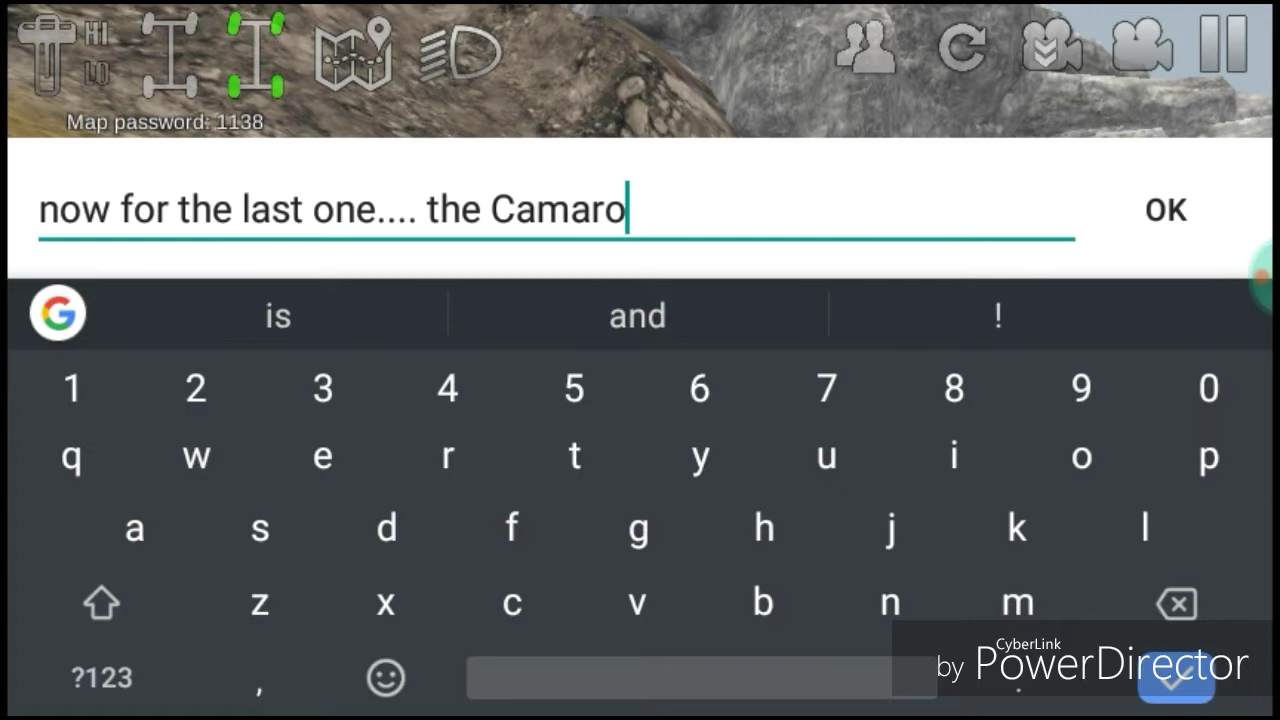 HI
LO
Map password: 1138
now for the last one.... the Camaro
OK
G is and !
1 2 3 4 5 6 7 8 9 0
q w e r t y u i o p
a s d f g h j k l
z x c v b n m
?123 , .
CyberLink
by PowerDirector